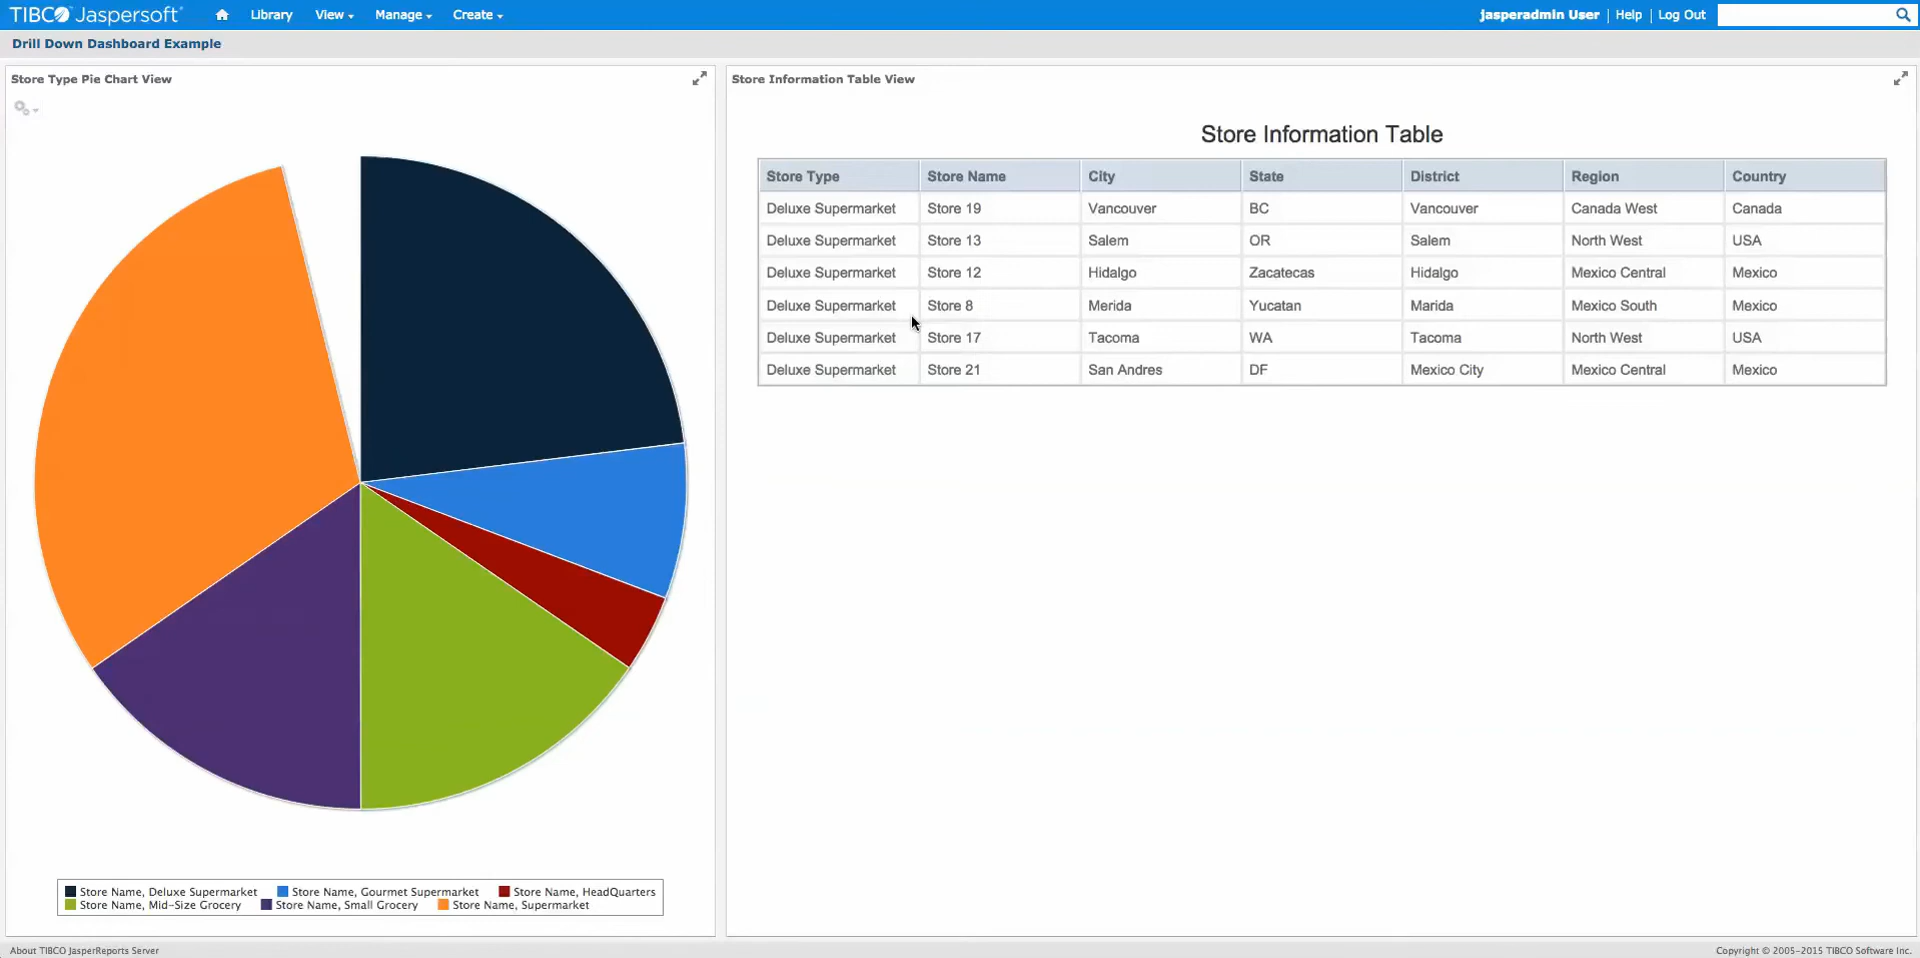 TIBCO Jaspersoft Library View Manage Create jasperadmin User | Help | Log Out
Drill Down Dashboard Example
Store Type Pie Chart View
Store Information Table View
Store Information Table
Store Type Store Name City State District Region Country
Deluxe Supermarket Store 19 Vancouver BC Vancouver Canada West Canada
Deluxe Supermarket Store 13 Salem OR Salem North West USA
Deluxe Supermarket Store 12 Hidalgo Zacatecas Hidalgo Mexico Central Mexico
Deluxe Supermarket Store 8 Merida Yucatan Marida Mexico South Mexico
Deluxe Supermarket Store 17 Tacoma WA Tacoma North West USA
Deluxe Supermarket Store 21 San Andres DF Mexico City Mexico Central Mexico
Store Name, Deluxe Supermarket Store Name, Gourmet Supermarket Store Name, HeadQuarters
Store Name, Mid-Size Grocery Store Name, Small Grocery Store Name, Supermarket
About TIBCO JasperReports Server Copyright © 2005-2015 TIBCO Software Inc.